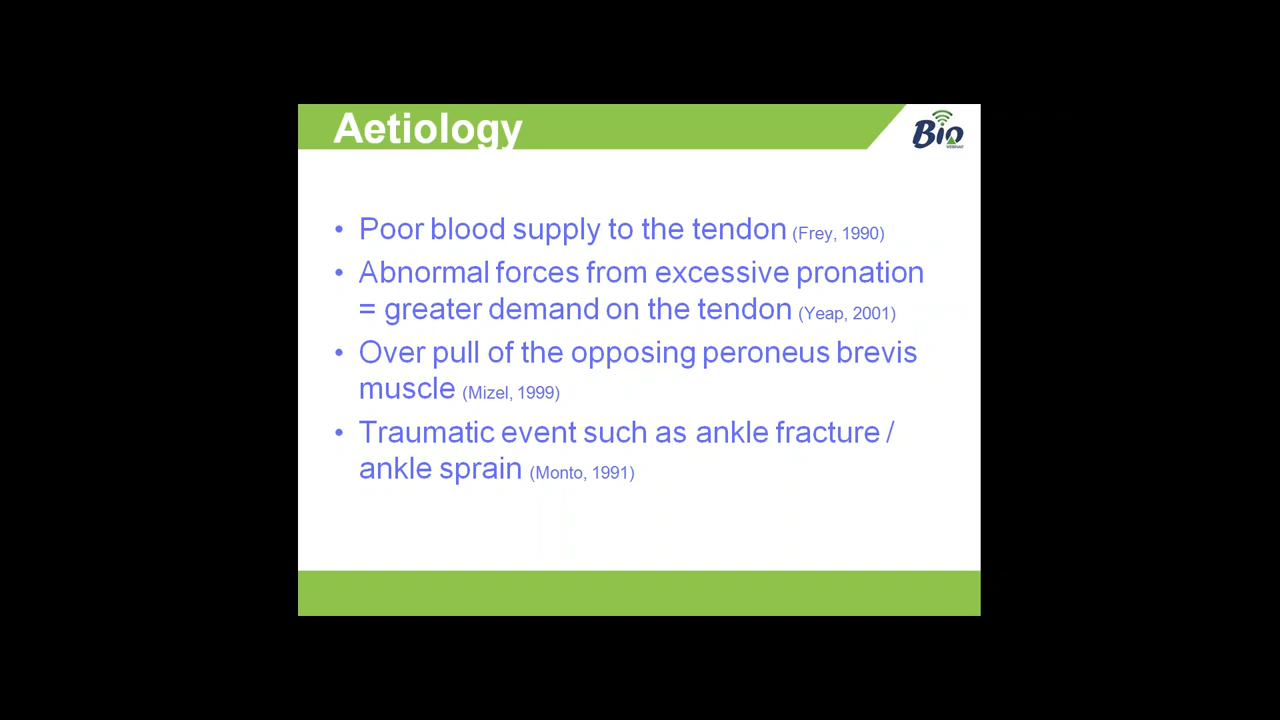 Aetiology
Bio
WEBINAR
• Poor blood supply to the tendon (Frey, 1990)
• Abnormal forces from excessive pronation
= greater demand on the tendon (Yeap, 2001)
• Over pull of the opposing peroneus brevis
muscle (Mizel, 1999)
• Traumatic event such as ankle fracture /
ankle sprain (Monto, 1991)